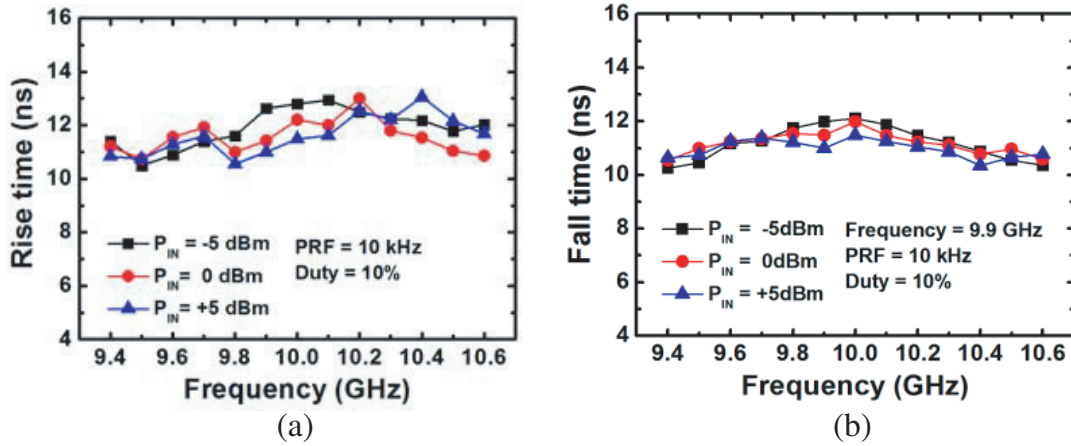 16
14
12
10
8
6
4
Rise time (ns)
P_IN = -5 dBm
P_IN = 0 dBm
P_IN = +5 dBm
PRF = 10 kHz
Duty = 10%
9.4 9.6 9.8 10.0 10.2 10.4 10.6
Frequency (GHz)
(a)
16
14
12
10
8
6
4
Fall time (ns)
P_IN = -5dBm
P_IN = 0dBm
P_IN = +5dBm
Frequency = 9.9 GHz
PRF = 10 kHz
Duty = 10%
9.4 9.6 9.8 10.0 10.2 10.4 10.6
Frequency (GHz)
(b)